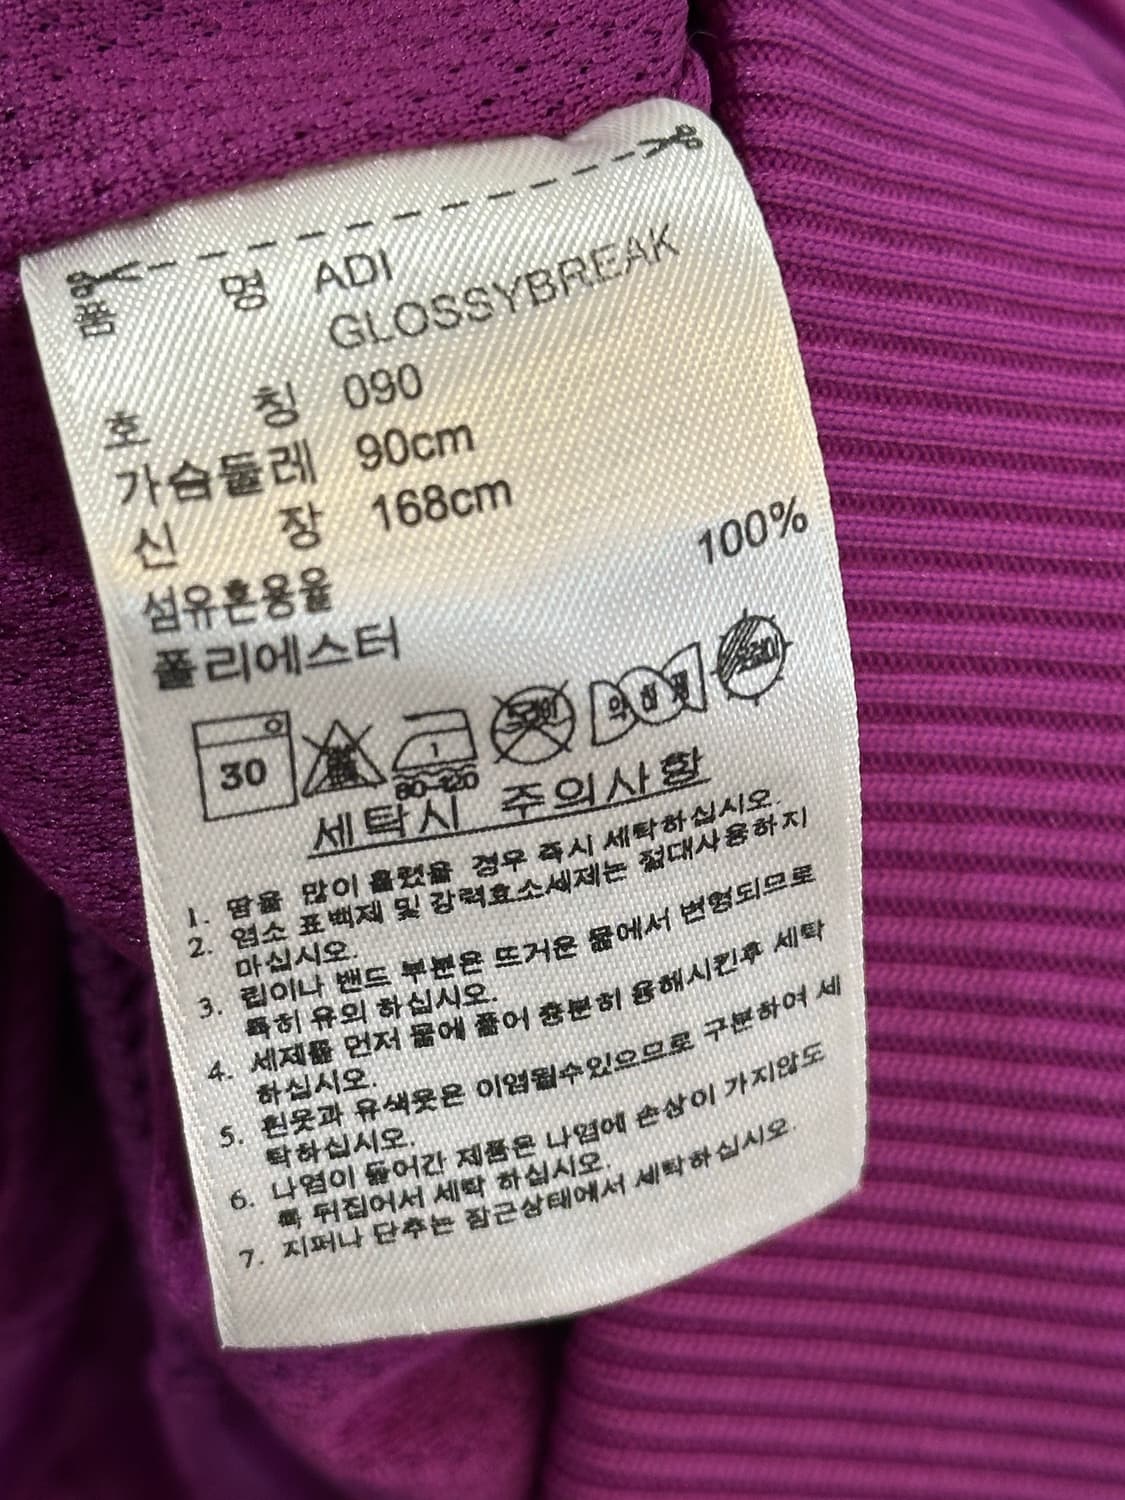 품 명 ADI
GLOSSYBREAK
호 칭 090
가슴둘레 90cm
신 장 168cm
섬유혼용율
폴리에스터 100%
30
1
80~120
세탁시 주의사항
1. 땀을 많이 흘렸을 경우 즉시 세탁하십시오.
2. 염소 표백제 및 강력효소세제는 절대사용하지
마십시오.
3. 립이나 밴드 부분은 뜨거운 물에서 변형되므로
특히 유의 하십시오.
4. 세제를 먼저 물에 풀어 충분히 용해시킨후 세탁
하십시오.
5. 흰옷과 유색옷은 이염될수있으므로 구분하여 세
탁하십시오.
6. 나염이 들어간 제품은 나염에 손상이 가지않도
록 뒤집어서 세탁 하십시오.
7. 지퍼나 단추는 잠근상태에서 세탁하십시오.